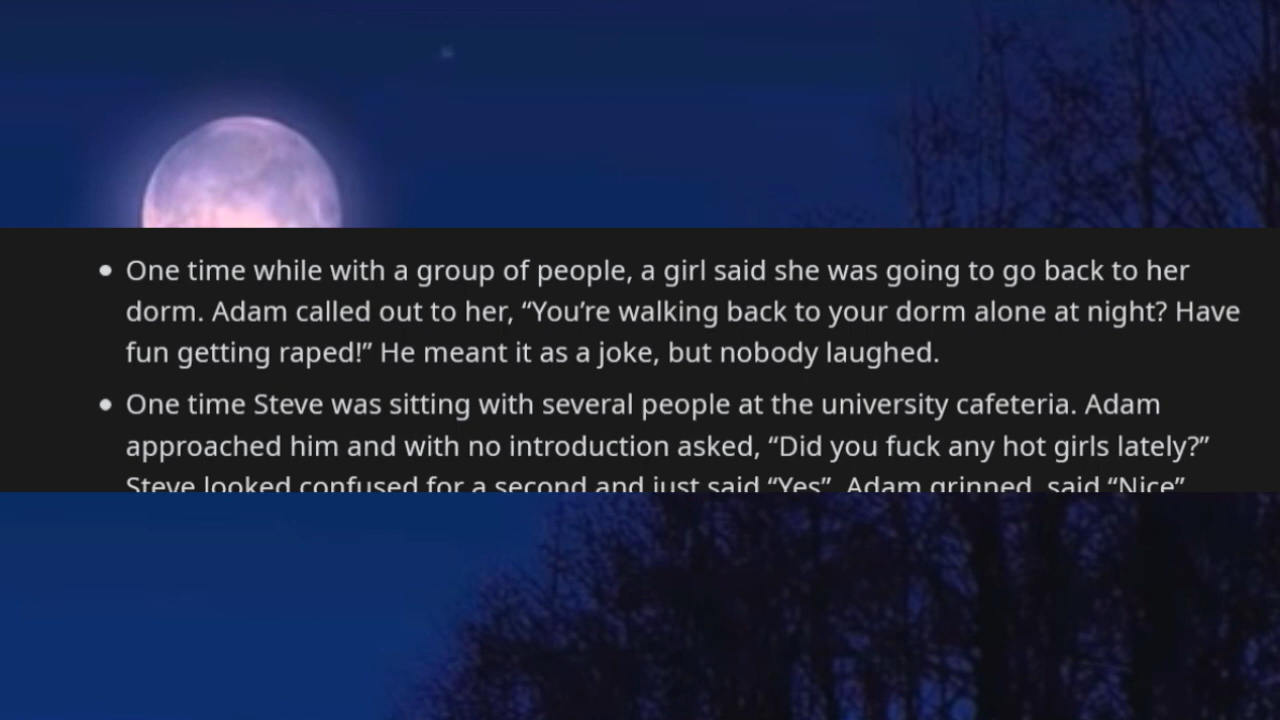 • One time while with a group of people, a girl said she was going to go back to her
dorm. Adam called out to her, “You’re walking back to your dorm alone at night? Have
fun getting raped!” He meant it as a joke, but nobody laughed.
• One time Steve was sitting with several people at the university cafeteria. Adam
approached him and with no introduction asked, “Did you fuck any hot girls lately?”
Steve looked confused for a second and just said “Yes”. Adam grinned, said “Nice”